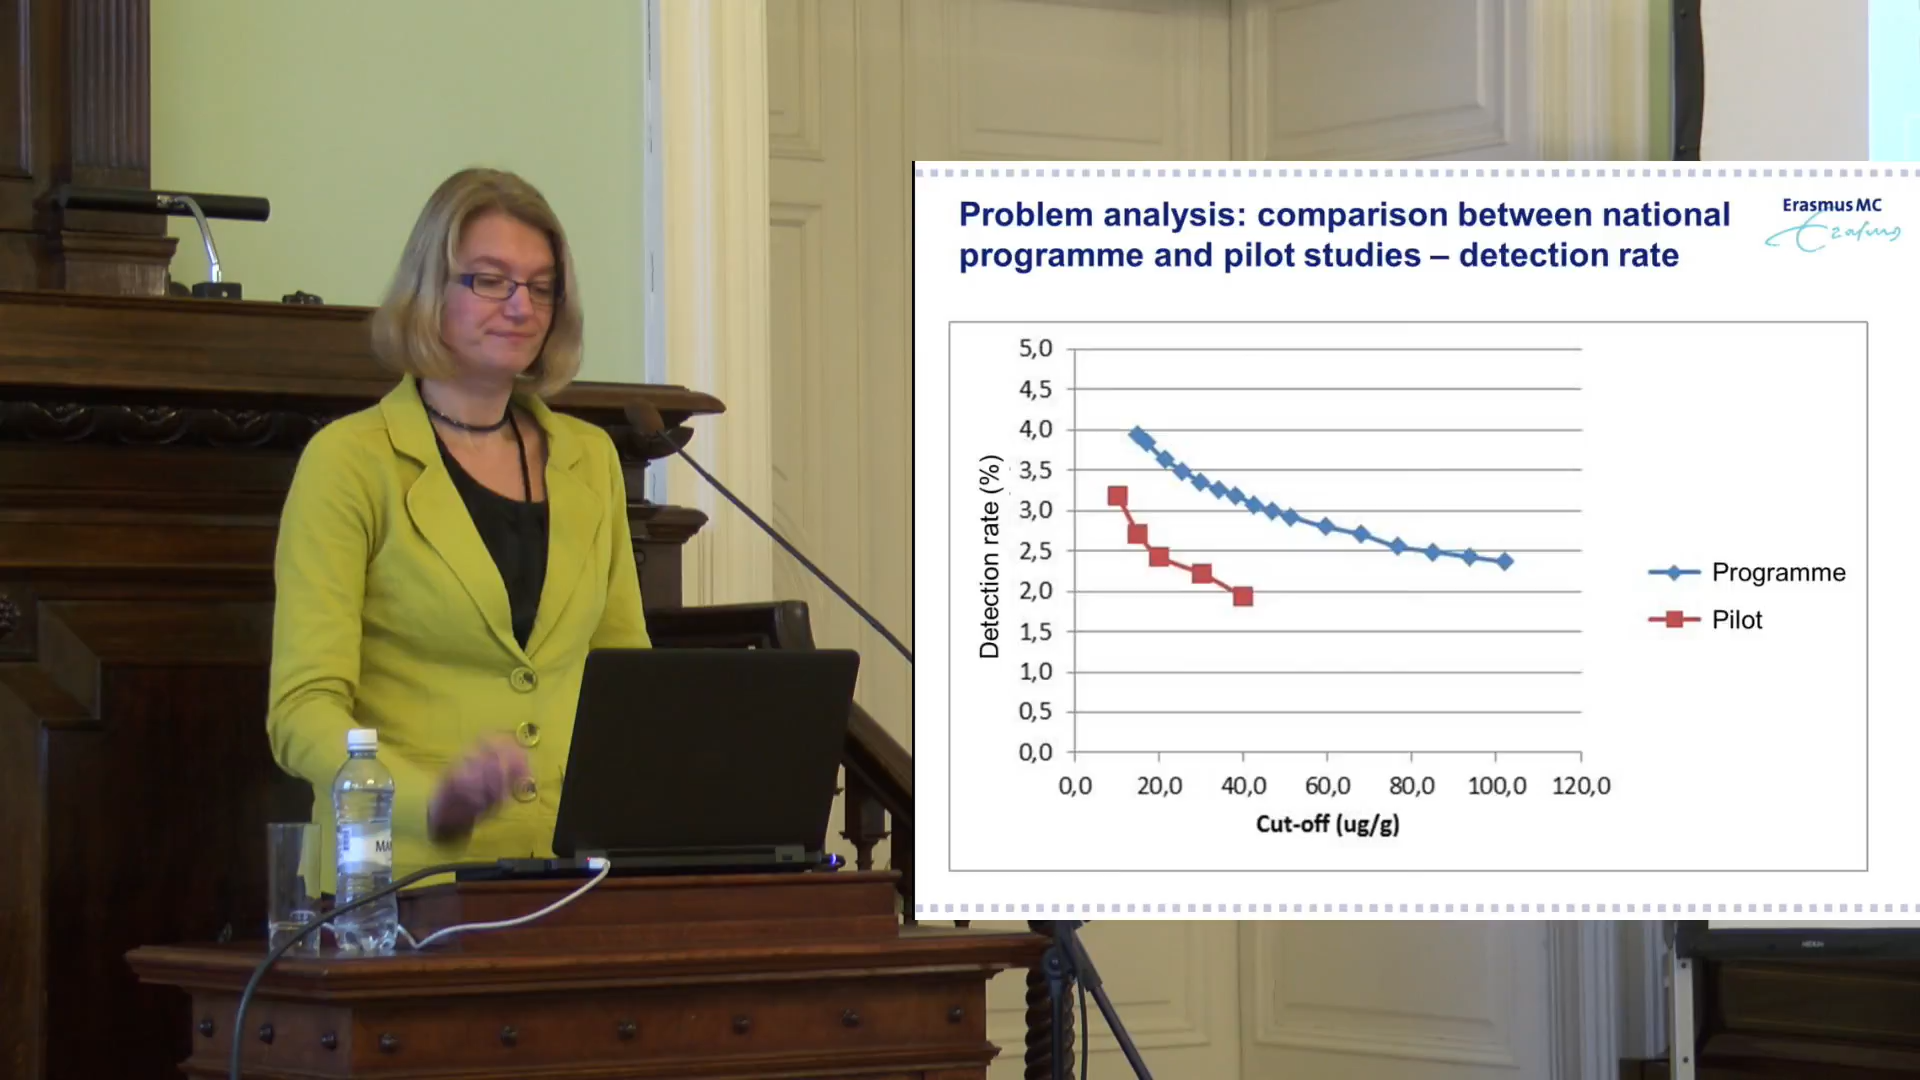 Problem analysis: comparison between national
programme and pilot studies – detection rate
Erasmus MC
Erasmus
5,0
4,5
4,0
3,5
3,0
2,5
2,0
1,5
1,0
0,5
0,0
Detection rate (%)
0,0 20,0 40,0 60,0 80,0 100,0 120,0
Cut-off (ug/g)
Programme
Pilot